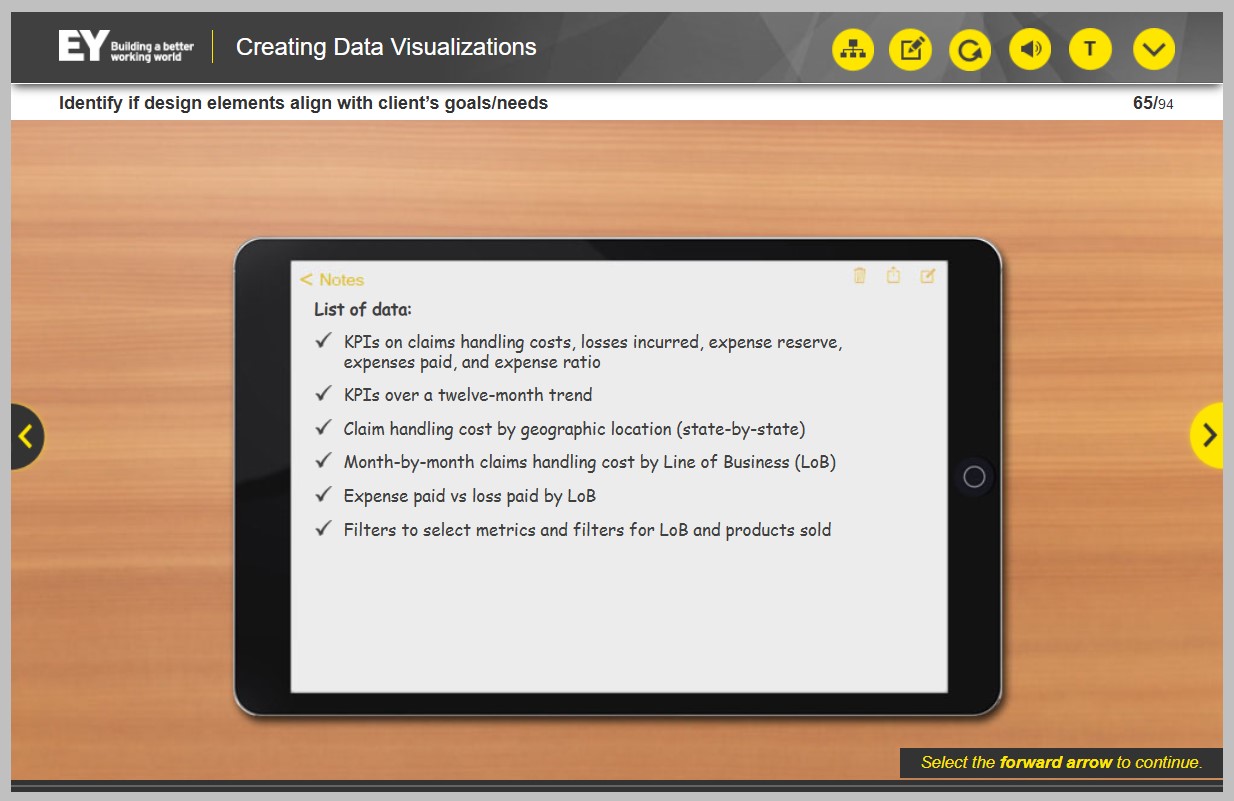 EY Building a better
working world
Creating Data Visualizations
T
Identify if design elements align with client's goals/needs
65/94
< Notes
List of data:
KPIs on claims handling costs, losses incurred, expense reserve,
expenses paid, and expense ratio
KPIs over a twelve-month trend
Claim handling cost by geographic location (state-by-state)
Month-by-month claims handling cost by Line of Business (LoB)
Expense paid vs loss paid by LoB
Filters to select metrics and filters for LoB and products sold
Select the forward arrow to continue.